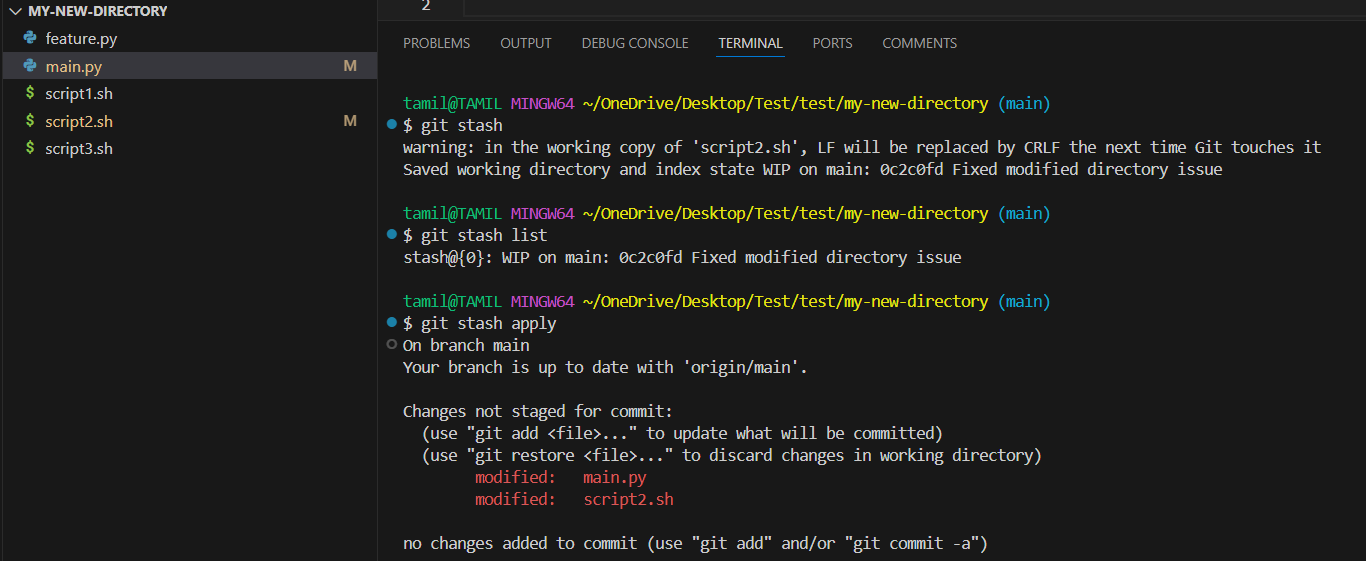 MY-NEW-DIRECTORY
feature.py
main.py M
$ script1.sh
$ script2.sh M
$ script3.sh
2
PROBLEMS OUTPUT DEBUG CONSOLE TERMINAL PORTS COMMENTS
tamil@TAMIL MINGW64 ~/OneDrive/Desktop/Test/test/my-new-directory (main)
$ git stash
warning: in the working copy of 'script2.sh', LF will be replaced by CRLF the next time Git touches it
Saved working directory and index state WIP on main: 0c2c0fd Fixed modified directory issue
tamil@TAMIL MINGW64 ~/OneDrive/Desktop/Test/test/my-new-directory (main)
$ git stash list
stash@{0}: WIP on main: 0c2c0fd Fixed modified directory issue
tamil@TAMIL MINGW64 ~/OneDrive/Desktop/Test/test/my-new-directory (main)
$ git stash apply
On branch main
Your branch is up to date with 'origin/main'.
Changes not staged for commit:
(use "git add <file>..." to update what will be committed)
(use "git restore <file>..." to discard changes in working directory)
modified: main.py
modified: script2.sh
no changes added to commit (use "git add" and/or "git commit -a")